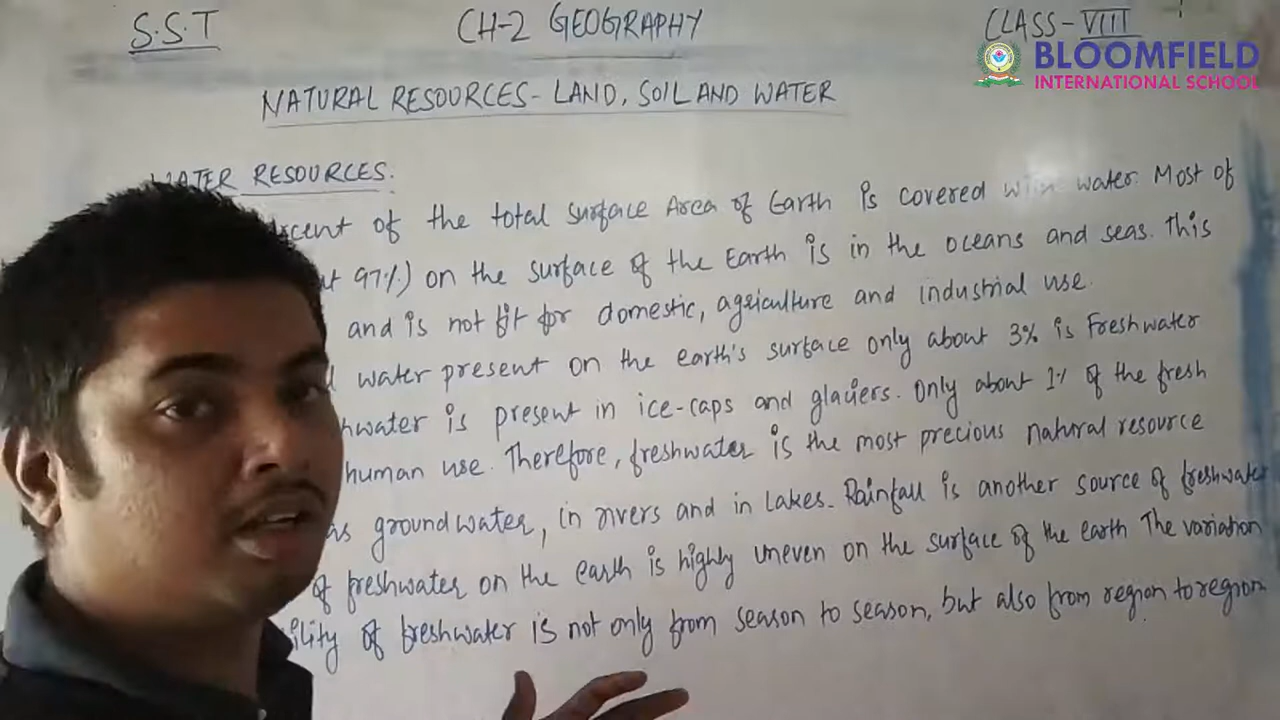 S.S.T
CH-2 GEOGRAPHY
CLASS-VIII
BLOOMFIELD
INTERNATIONAL SCHOOL
NATURAL RESOURCES - LAND, SOIL AND WATER
WATER RESOURCES.
of the total surface Area of Earth is covered with water. Most of
97%) on the surface of the Earth is in the oceans and seas. This
and is not fit for domestic, agriculture and industrial use.
water present on the earth's surface only about 3% is Freshwater
is present in ice-caps and glaciers. Only about 1% of the fresh
human use. Therefore, freshwater is the most precious natural resource
as groundwater, in rivers and in lakes. Rainfall is another source of freshwater
of freshwater on the earth is highly uneven on the surface of the earth The variation
of freshwater is not only from season to season, but also from region to region